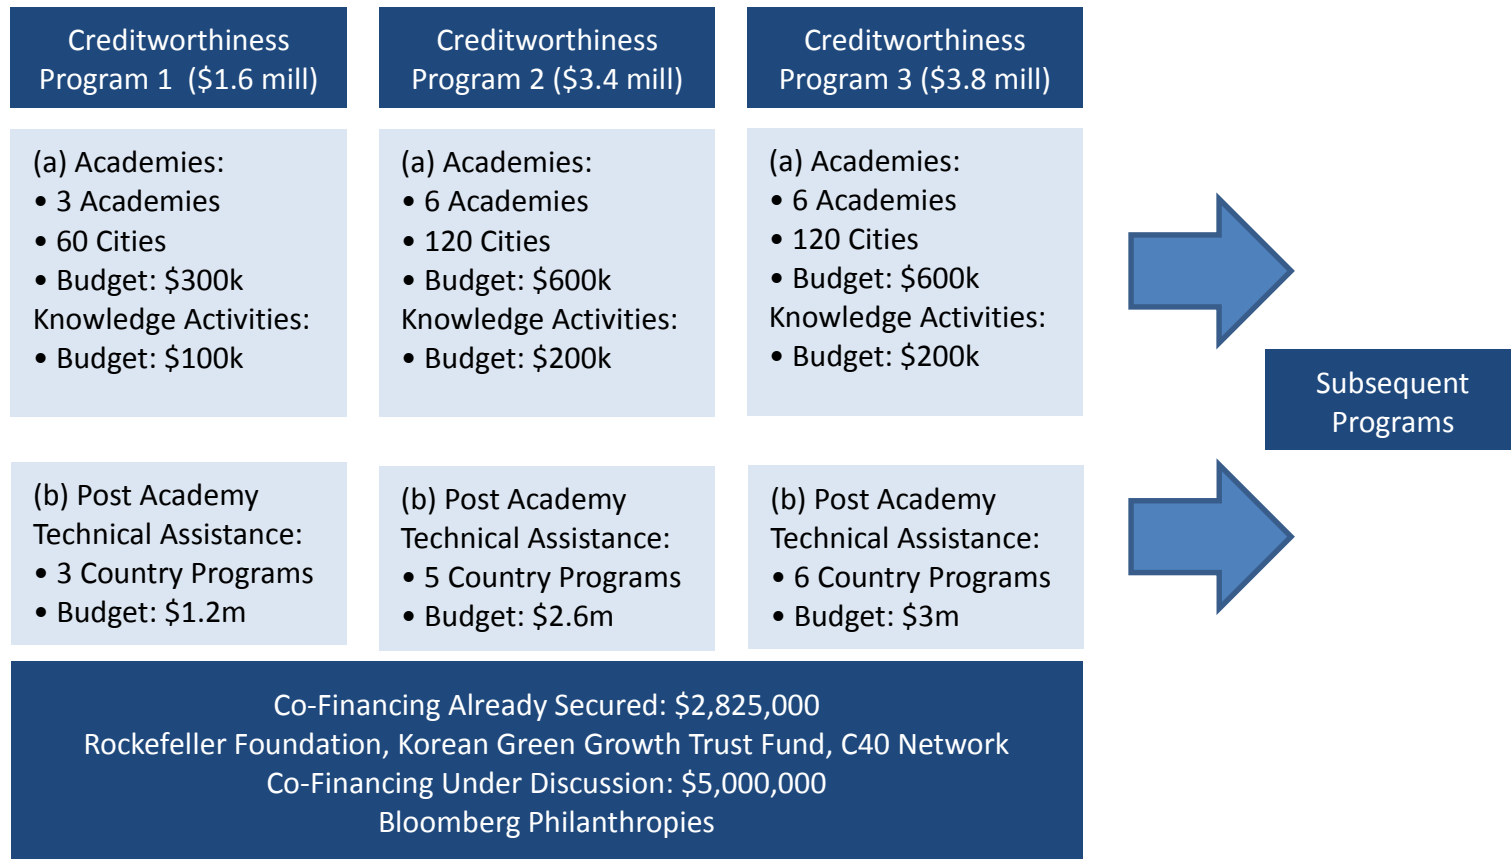 Creditworthiness
Program 1  ($1.6 mill)
Creditworthiness
Program 2 ($3.4 mill)
Creditworthiness
Program 3 ($3.8 mill)
(a) Academies:
• 3 Academies
• 60 Cities
• Budget: $300k
Knowledge Activities:
• Budget: $100k
(a) Academies:
• 6 Academies
• 120 Cities
• Budget: $600k
Knowledge Activities:
• Budget: $200k
(a) Academies:
• 6 Academies
• 120 Cities
• Budget: $600k
Knowledge Activities:
• Budget: $200k
Subsequent
Programs
(b) Post Academy
Technical Assistance:
• 3 Country Programs
• Budget: $1.2m
(b) Post Academy
Technical Assistance:
• 5 Country Programs
• Budget: $2.6m
(b) Post Academy
Technical Assistance:
• 6 Country Programs
• Budget: $3m
Co-Financing Already Secured: $2,825,000
Rockefeller Foundation, Korean Green Growth Trust Fund, C40 Network
Co-Financing Under Discussion: $5,000,000
Bloomberg Philanthropies